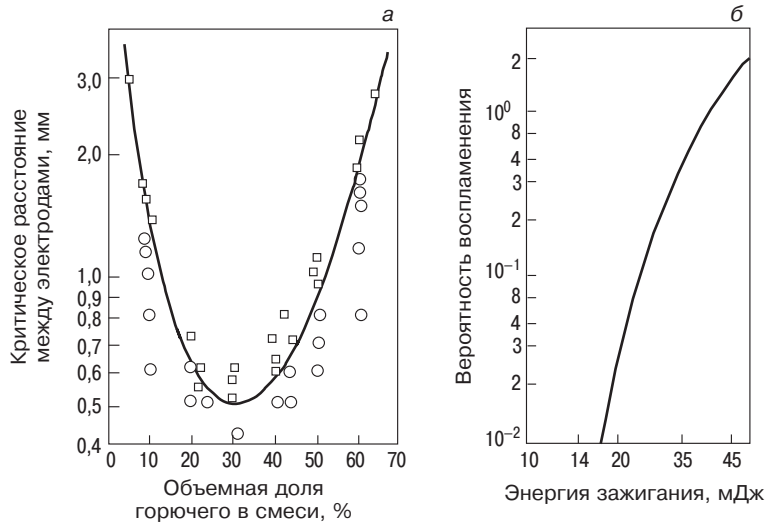 а
Критическое расстояние
между электродами, мм
3,0
2,0
1,0
0,9
0,8
0,7
0,6
0,5
0,4
0 10 20 30 40 50 60 70
Объемная доля
горючего в смеси, %
б
Вероятность воспламенения
2
10⁰
8
4
3
2
10⁻¹
8
4
3
2
10⁻²
10 14 20 35 45
Энергия зажигания, мДж